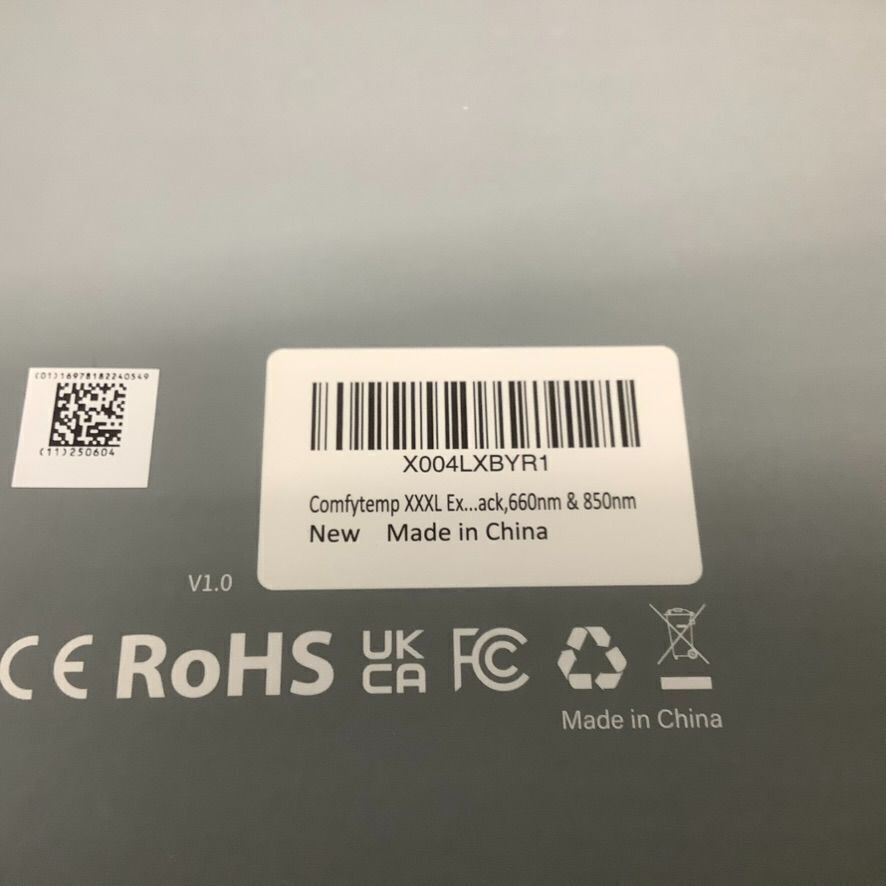 (01)16978182240549
(11)250604
X004LXBYR1
Comfytemp XXXL Ex...ack,660nm & 850nm
New Made in China
V1.0
CE RoHS UK CA FC
Made in China